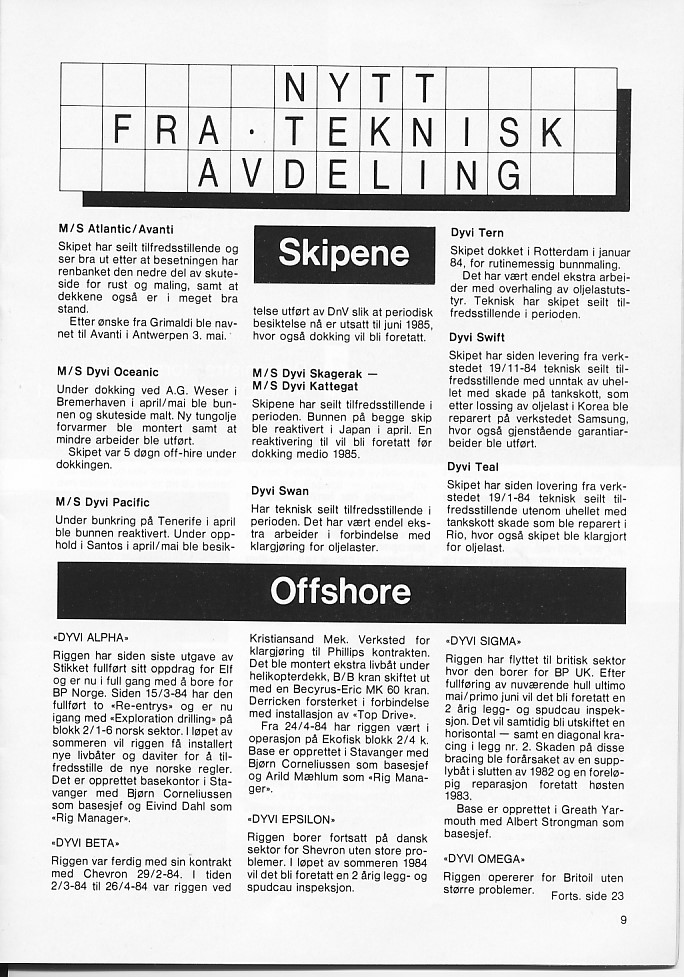 NYTT
FRA · TEKNISK
AVDELING
Skipene
M/S Atlantic/Avanti
Skipet har seilt tilfredsstillende og
ser bra ut etter at besetningen har
renbanket den nedre del av skute-
side for rust og maling, samt at
dekkene også er i meget bra
stand.
Etter ønske fra Grimaldi ble nav-
net til Avanti i Antwerpen 3. mai.
M/S Dyvi Oceanic
Under dokking ved A.G. Weser i
Bremerhaven i april/mai ble bun-
nen og skuteside malt. Ny tungolje
forvarmer ble montert samt at
mindre arbeider ble utført.
Skipet var 5 døgn off-hire under
dokkingen.
M/S Dyvi Pacific
Under bunkring på Tenerife i april
ble bunnen reaktivert. Under opp-
hold i Santos i april/mai ble besik-
telse utført av DnV slik at periodisk
besiktelse nå er utsatt til juni 1985,
hvor også dokking vil bli foretatt.
M/S Dyvi Skagerak —
M/S Dyvi Kattegat
Skipene har seilt tilfredsstillende i
perioden. Bunnen på begge skip
ble reaktivert i Japan i april. En
reaktivering til vil bli foretatt før
dokking medio 1985.
Dyvi Swan
Har teknisk seilt tilfredsstillende i
perioden. Det har vært endel eks-
tra arbeider i forbindelse med
klargjøring for oljelaster.
Dyvi Tern
Skipet dokket i Rotterdam i januar
84, for rutinemessig bunnmaling.
Det har vært endel ekstra arbei-
der med overhaling av oljelastuts-
tyr. Teknisk har skipet seilt til-
fredsstillende i perioden.
Dyvi Swift
Skipet har siden levering fra verk-
stedet 19/11-84 teknisk seilt til-
fredsstillende med unntak av uhel-
let med skade på tankskott, som
etter lossing av oljelast i Korea ble
reparert på verkstedet Samsung,
hvor også gjenstående garantiar-
beider ble utført.
Dyvi Teal
Skipet har siden lovering fra verk-
stedet 19/1-84 teknisk seilt til-
fredsstillende utenom uhellet med
tankskott skade som ble reparert i
Rio, hvor også skipet ble klargjort
for oljelast.
Offshore
«DYVI ALPHA»
Riggen har siden siste utgave av
Stikket fullført sitt oppdrag for Elf
og er nu i full gang med å bore for
BP Norge. Siden 15/3-84 har den
fullført to «Re-entrys» og er nu
igang med «Exploration drilling» på
blokk 2/1-6 norsk sektor. I løpet av
sommeren vil riggen få installert
nye livbåter og daviter for å til-
fredsstille de nye norske regler.
Det er opprettet basekontor i Sta-
vanger med Bjørn Corneliussen
som basesjef og Eivind Dahl som
«Rig Manager».
«DYVI BETA»
Riggen var ferdig med sin kontrakt
med Chevron 29/2-84. I tiden
2/3-84 til 26/4-84 var riggen ved
Kristiansand Mek. Verksted for
klargjøring til Phillips kontrakten.
Det ble montert ekstra livbåt under
helikopterdekk, B/B kran skiftet ut
med en Becyrus-Eric MK 60 kran.
Derricken forsterket i forbindelse
med installasjon av «Top Drive».
Fra 24/4-84 har riggen vært i
operasjon på Ekofisk blokk 2/4 k.
Base er opprettet i Stavanger med
Bjørn Corneliussen som basesjef
og Arild Mæhlum som «Rig Mana-
ger».
«DYVI EPSILON»
Riggen borer fortsatt på dansk
sektor for Shevron uten store pro-
blemer. I løpet av sommeren 1984
vil det bli foretatt en 2 årig legg- og
spudcau inspeksjon.
«DYVI SIGMA»
Riggen har flyttet til britisk sektor
hvor den borer for BP UK. Efter
fullføring av nuværende hull ultimo
mai/primo juni vil det bli foretatt en
2 årig legg- og spudcau inspek-
sjon. Det vil samtidig bli utskiftet en
horisontal — samt en diagonal kra-
cing i legg nr. 2. Skaden på disse
bracing ble forårsaket av en supp-
lybåt i slutten av 1982 og en foreløp-
pig reparasjon foretatt høsten
1983.
Base er opprettet i Greath Yar-
mouth med Albert Strongman som
basesjef.
«DYVI OMEGA»
Riggen opererer for Britoil uten
større problemer.
Forts. side 23
9